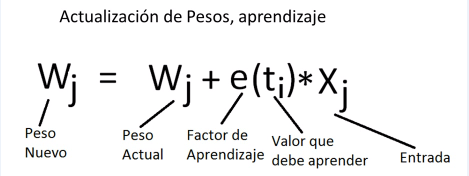 Actualización de Pesos, aprendizaje
Wj = Wj + e(ti)*Xj
Peso Nuevo
Peso Actual
Factor de Aprendizaje
Valor que debe aprender
Entrada